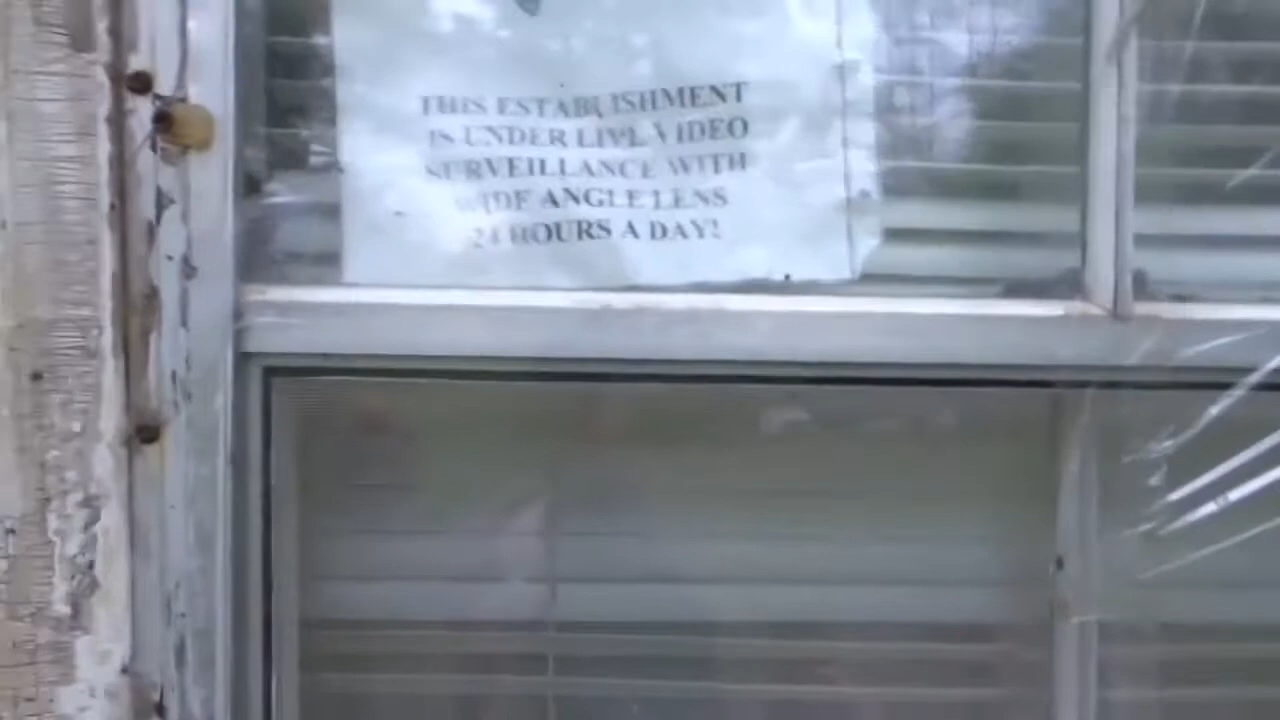 THIS ESTABLISHMENT
IS UNDER LIVE VIDEO
SURVEILLANCE WITH
WIDE ANGLE LENS
24 HOURS A DAY!